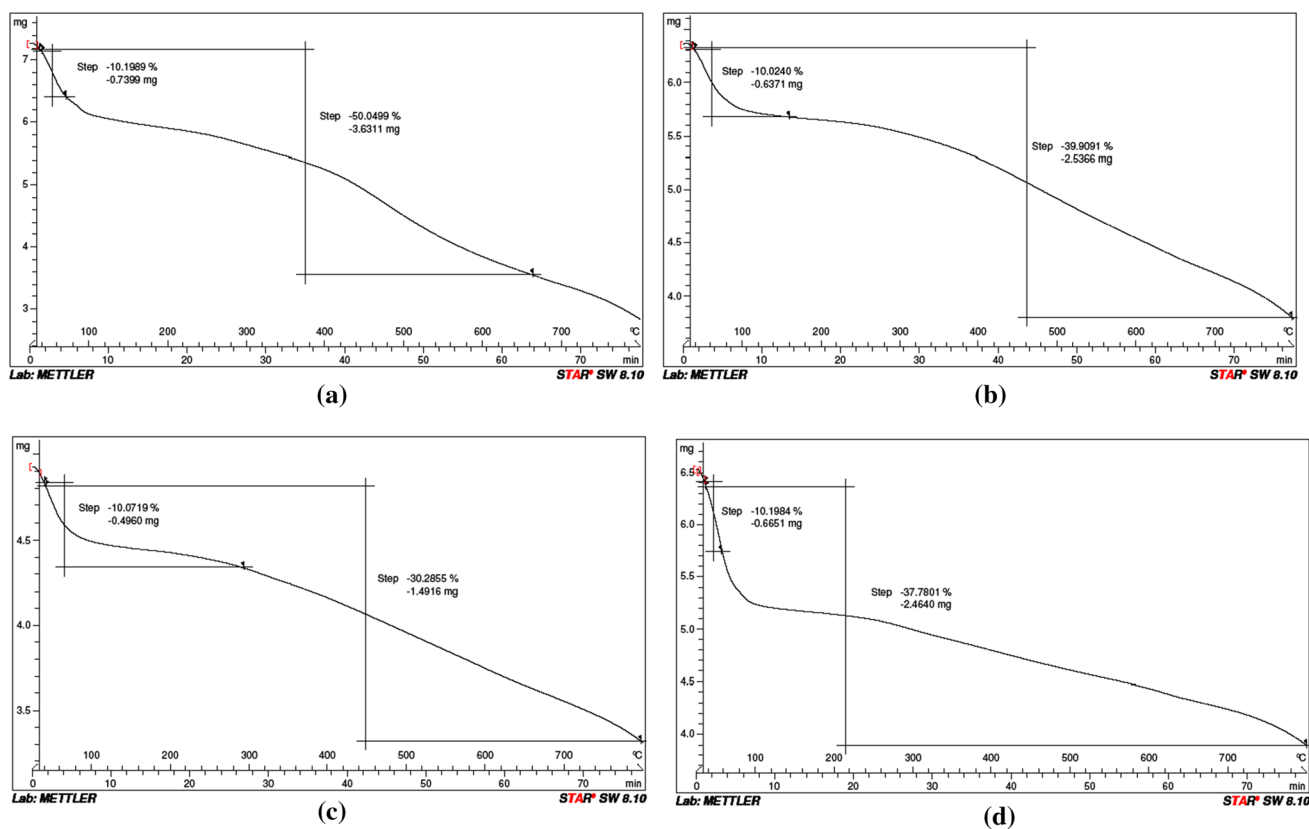 mg
7
6
5
4
3
Step -10.1989 %
-0.7399 mg
Step -50.0499 %
-3.6311 mg
100 200 300 400 500 600 700 ºC
0 10 20 30 40 50 60 70 min
Lab: METTLER
STARe SW 8.10
(a)
mg
6.0
5.5
5.0
4.5
4.0
Step -10.0240 %
-0.6371 mg
Step -39.9091 %
-2.5366 mg
100 200 300 400 500 600 700 ºC
0 10 20 30 40 50 60 70 min
Lab: METTLER
STARe SW 8.10
(b)
mg
4.5
4.0
3.5
Step -10.0719 %
-0.4960 mg
Step -30.2855 %
-1.4916 mg
100 200 300 400 500 600 700 ºC
0 10 20 30 40 50 60 70 min
Lab: METTLER
STARe SW 8.10
(c)
mg
6.5
6.0
5.5
5.0
4.5
4.0
Step -10.1984 %
-0.6651 mg
Step -37.7801 %
-2.4640 mg
100 200 300 400 500 600 700 ºC
0 10 20 30 40 50 60 70 min
Lab: METTLER
STARe SW 8.10
(d)